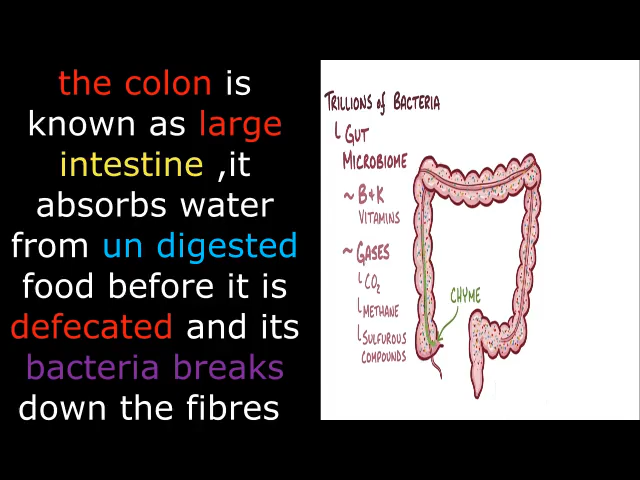 the colon is
known as large
intestine ,it
absorbs water
from un digested
food before it is
defecated and its
bacteria breaks
down the fibres
TRILLIONS of BACTERIA
└ GUT
MICROBIOME
~ B+K
VITAMINS
~ GASES
└ CO₂
└ METHANE
└ SULFUROUS
COMPOUNDS
CHYME